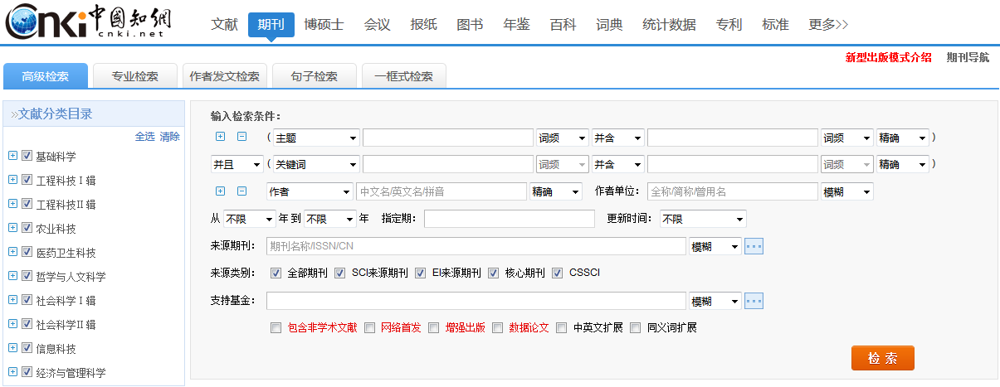 Cnki 中國知網
cnki.net
文献 期刊 博硕士 会议 报纸 图书 年鉴 百科 词典 统计数据 专利 标准 更多>>
新型出版模式介绍 期刊导航
高级检索 专业检索 作者发文检索 句子检索 一框式检索
»文献分类目录
全选 清除
基础科学
工程科技Ⅰ辑
工程科技II辑
农业科技
医药卫生科技
哲学与人文科学
社会科学Ⅰ辑
社会科学II辑
信息科技
经济与管理科学
输入检索条件：
( 主题 词频 并含 词频 精确 )
并且 ( 关键词 词频 并含 词频 精确 )
作者 中文名/英文名/拼音 精确 作者单位： 全称/简称/曾用名 模糊
从 不限 年 到 不限 年 指定期： 更新时间： 不限
来源期刊： 期刊名称/ISSN/CN 模糊 ...
来源类别： 全部期刊 SCI来源期刊 EI来源期刊 核心期刊 CSSCI
支持基金： 模糊 ...
包含非学术文献 网络首发 增强出版 数据论文 中英文扩展 同义词扩展
检 索